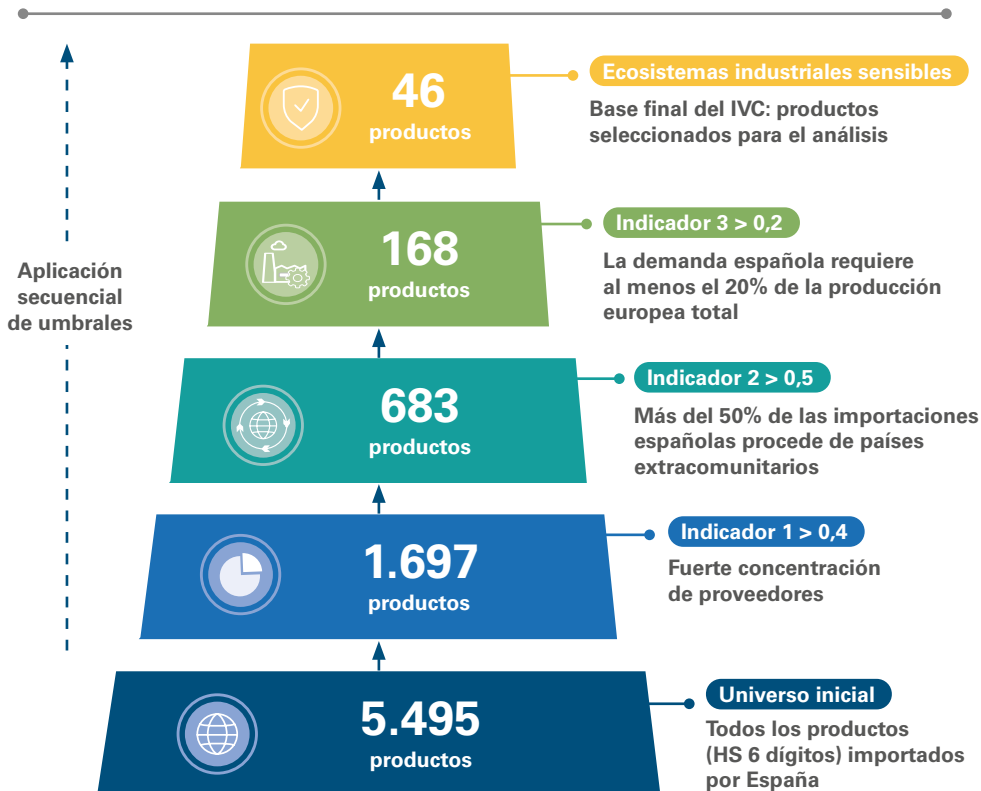 46
productos
Ecosistemas industriales sensibles
Base final del IVC: productos
seleccionados para el análisis
168
productos
Indicador 3 > 0,2
La demanda española requiere
al menos el 20% de la producción
europea total
Aplicación
secuencial
de umbrales
683
productos
Indicador 2 > 0,5
Más del 50% de las importaciones
españolas procede de países
extracomunitarios
1.697
productos
Indicador 1 > 0,4
Fuerte concentración
de proveedores
5.495
productos
Universo inicial
Todos los productos
(HS 6 dígitos) importados
por España